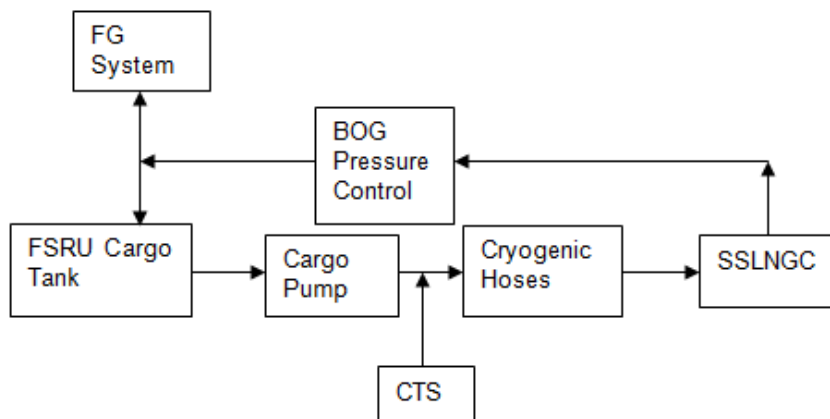 FG
System
BOG
Pressure
Control
FSRU Cargo
Tank
Cargo
Pump
Cryogenic
Hoses
SSLNGC
CTS